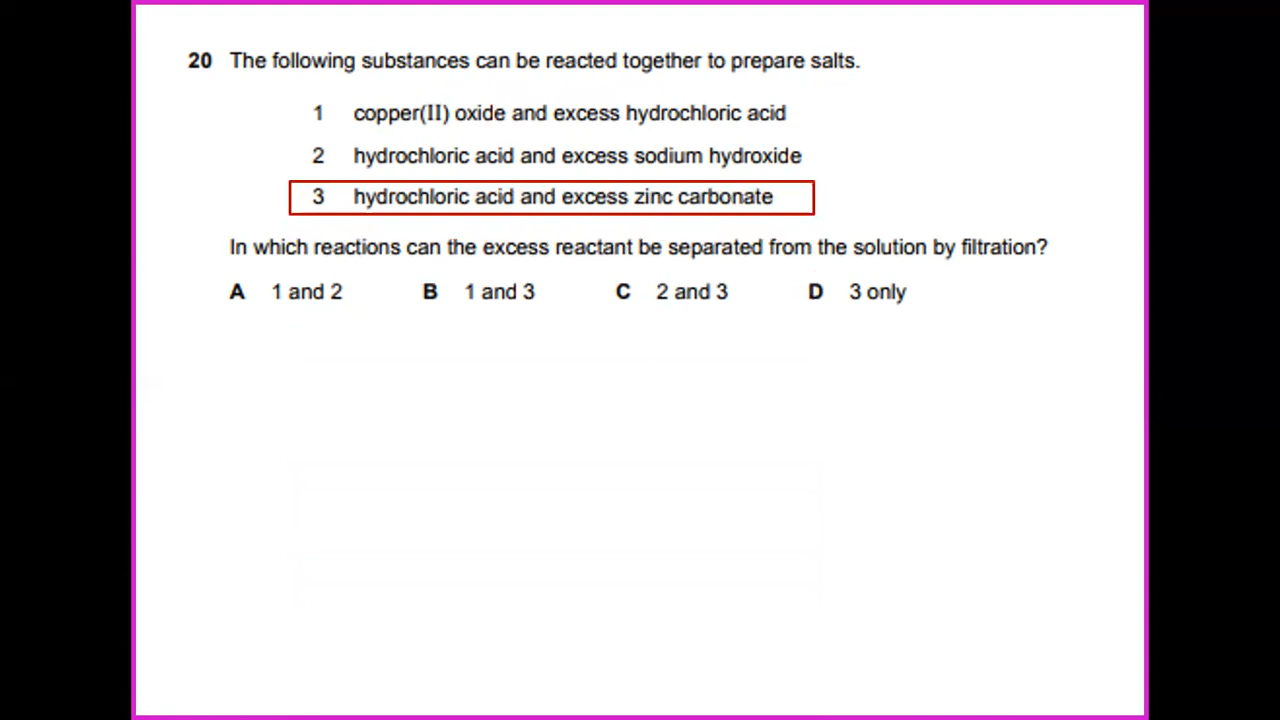 20 The following substances can be reacted together to prepare salts.
1 copper(II) oxide and excess hydrochloric acid
2 hydrochloric acid and excess sodium hydroxide
3 hydrochloric acid and excess zinc carbonate
In which reactions can the excess reactant be separated from the solution by filtration?
A 1 and 2 B 1 and 3 C 2 and 3 D 3 only